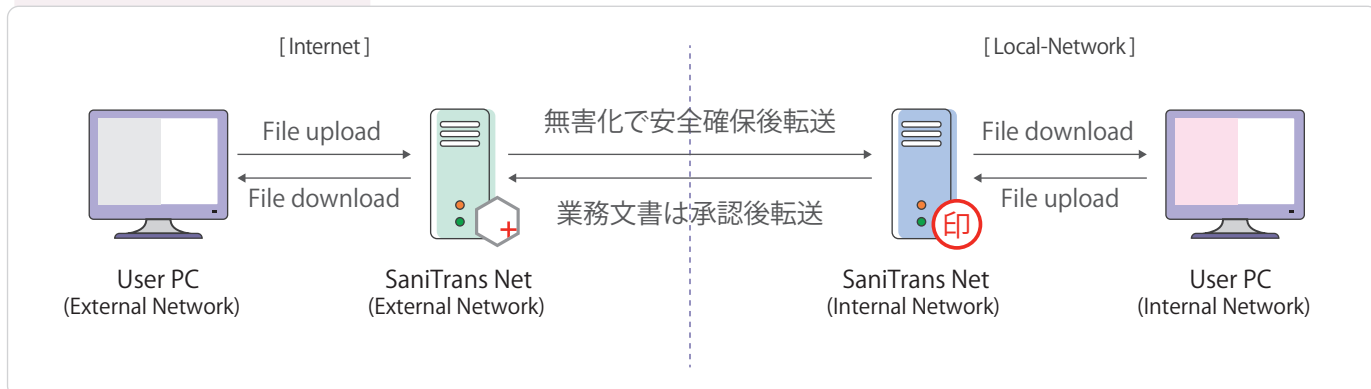 [ Internet ]
[ Local-Network ]
File upload
File download
無害化で安全確保後転送
業務文書は承認後転送
File download
File upload
印
User PC
(External Network)
SaniTrans Net
(External Network)
SaniTrans Net
(Internal Network)
User PC
(Internal Network)